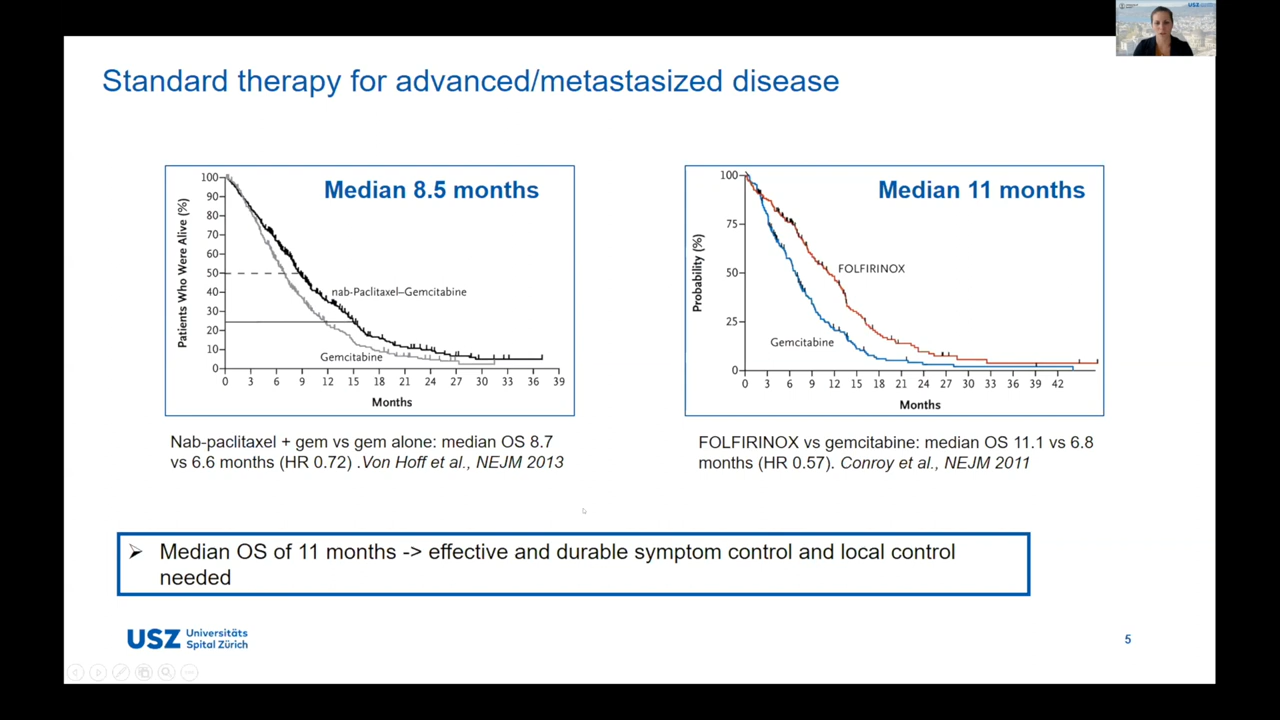 Standard therapy for advanced/metastasized disease
Median 8.5 months
Patients Who Were Alive (%)
100
90
80
70
60
50
40
30
20
10
0
nab-Paclitaxel–Gemcitabine
Gemcitabine
0 3 6 9 12 15 18 21 24 27 30 33 36 39
Months
Median 11 months
Probability (%)
100
75
50
25
0
FOLFIRINOX
Gemcitabine
0 3 6 9 12 15 18 21 24 27 30 33 36 39 42
Months
Nab-paclitaxel + gem vs gem alone: median OS 8.7
vs 6.6 months (HR 0.72) .Von Hoff et al., NEJM 2013
FOLFIRINOX vs gemcitabine: median OS 11.1 vs 6.8
months (HR 0.57). Conroy et al., NEJM 2011
➢ Median OS of 11 months -> effective and durable symptom control and local control
needed
USZ Universitäts
Spital Zürich
5
USZ